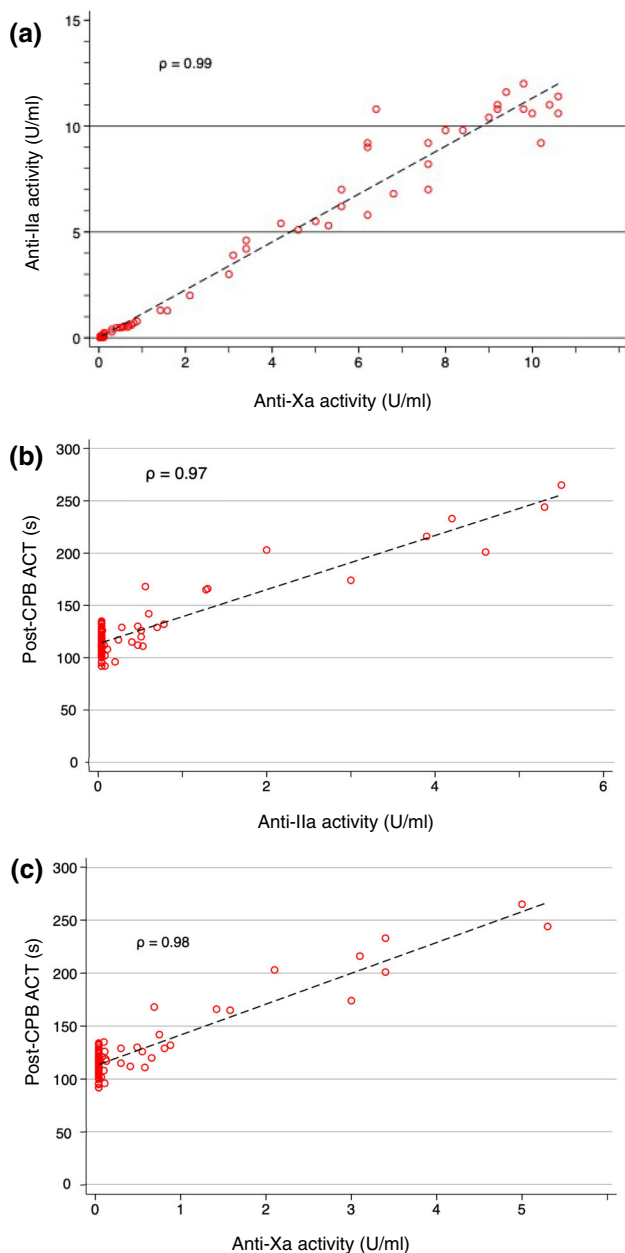 (a)
ρ = 0.99
Anti-IIa activity (U/ml)
15
10
5
0
0 2 4 6 8 10
Anti-Xa activity (U/ml)
(b)
ρ = 0.97
Post-CPB ACT (s)
300
250
200
150
100
50
0
0 2 4 6
Anti-IIa activity (U/ml)
(c)
ρ = 0.98
Post-CPB ACT (s)
300
250
200
150
100
50
0
0 1 2 3 4 5
Anti-Xa activity (U/ml)